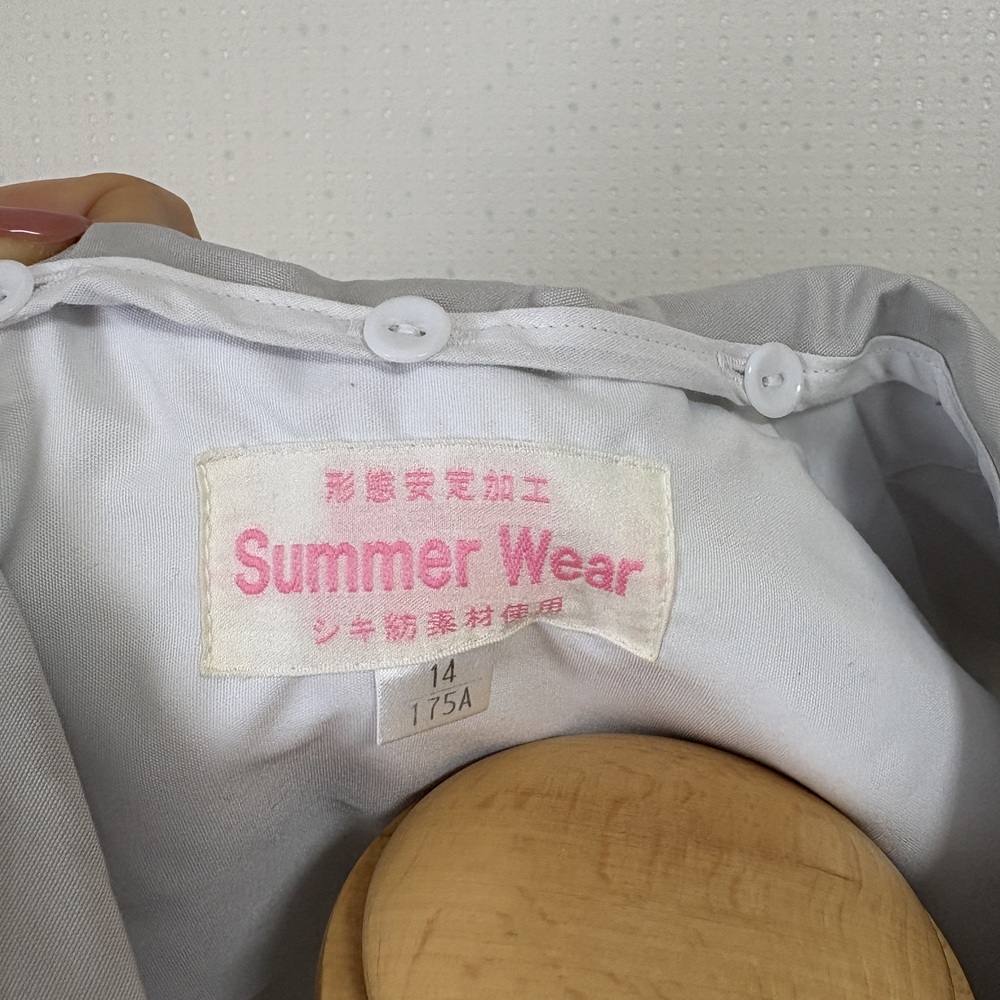 形態安定加工
Summer Wear
シキ紡素材使用
14
175A